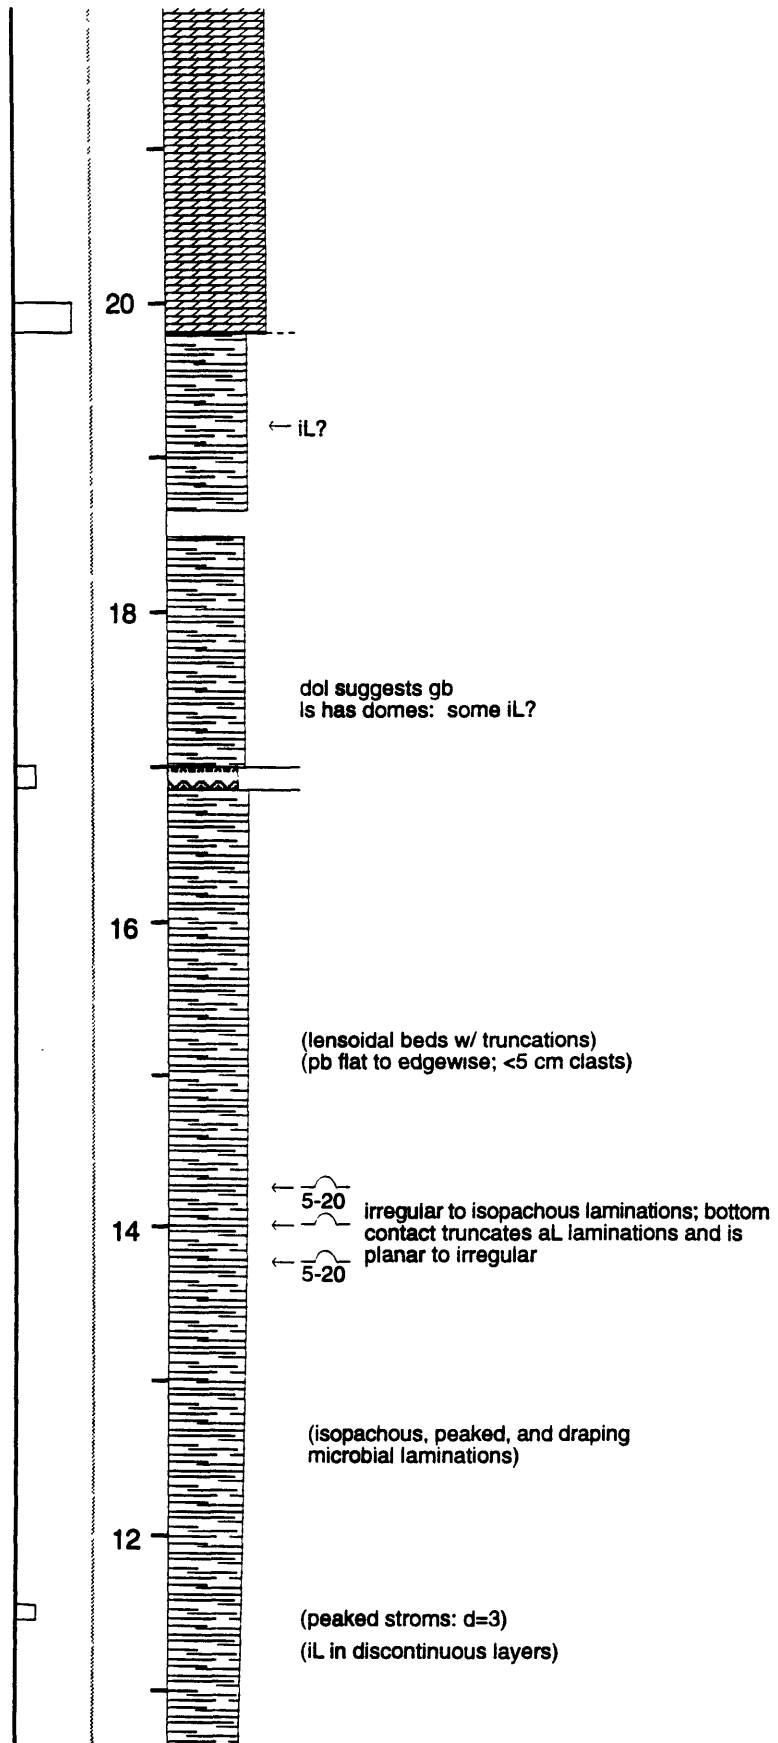 20
← iL?
18
dol suggests gb
ls has domes: some iL?
16
(lensoidal beds w/ truncations)
(pb flat to edgewise; <5 cm clasts)
5-20
irregular to isopachous laminations; bottom
14
contact truncates aL laminations and is
planar to irregular
5-20
(isopachous, peaked, and draping
microbial laminations)
12
(peaked stroms: d=3)
(iL in discontinuous layers)